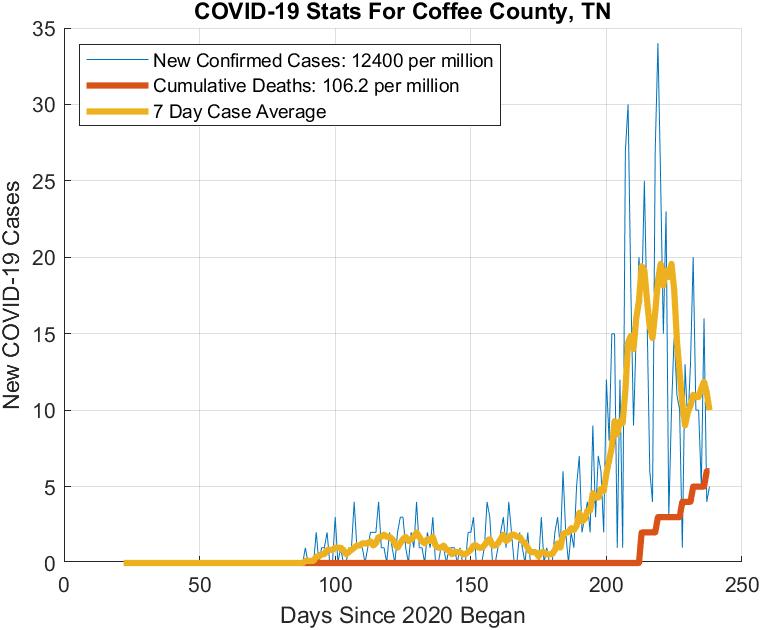 COVID-19 Stats For Coffee County, TN
New Confirmed Cases: 12400 per million
Cumulative Deaths: 106.2 per million
7 Day Case Average
New COVID-19 Cases
35
30
25
20
15
10
5
0
0 50 100 150 200 250
Days Since 2020 Began